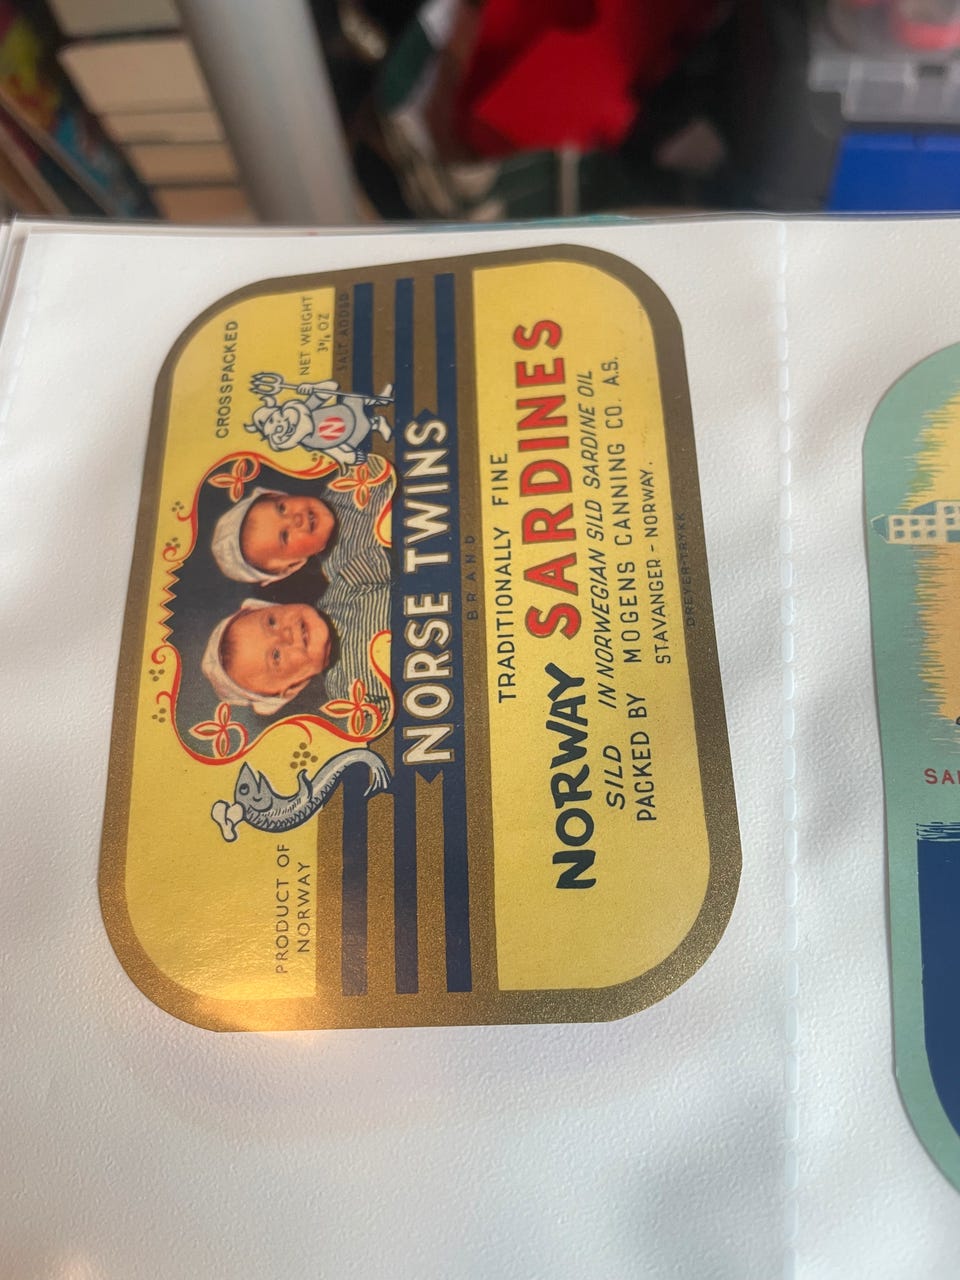 CROSSPACKED
NET WEIGHT
3¾ OZ
SALT ADDED
N
PRODUCT OF
NORWAY
NORSE TWINS
BRAND
TRADITIONALLY FINE
NORWAY SARDINES
SILD IN NORWEGIAN SILD SARDINE OIL
PACKED BY MOGENS CANNING CO. A.S.
STAVANGER - NORWAY.
DREYER-TRYKK